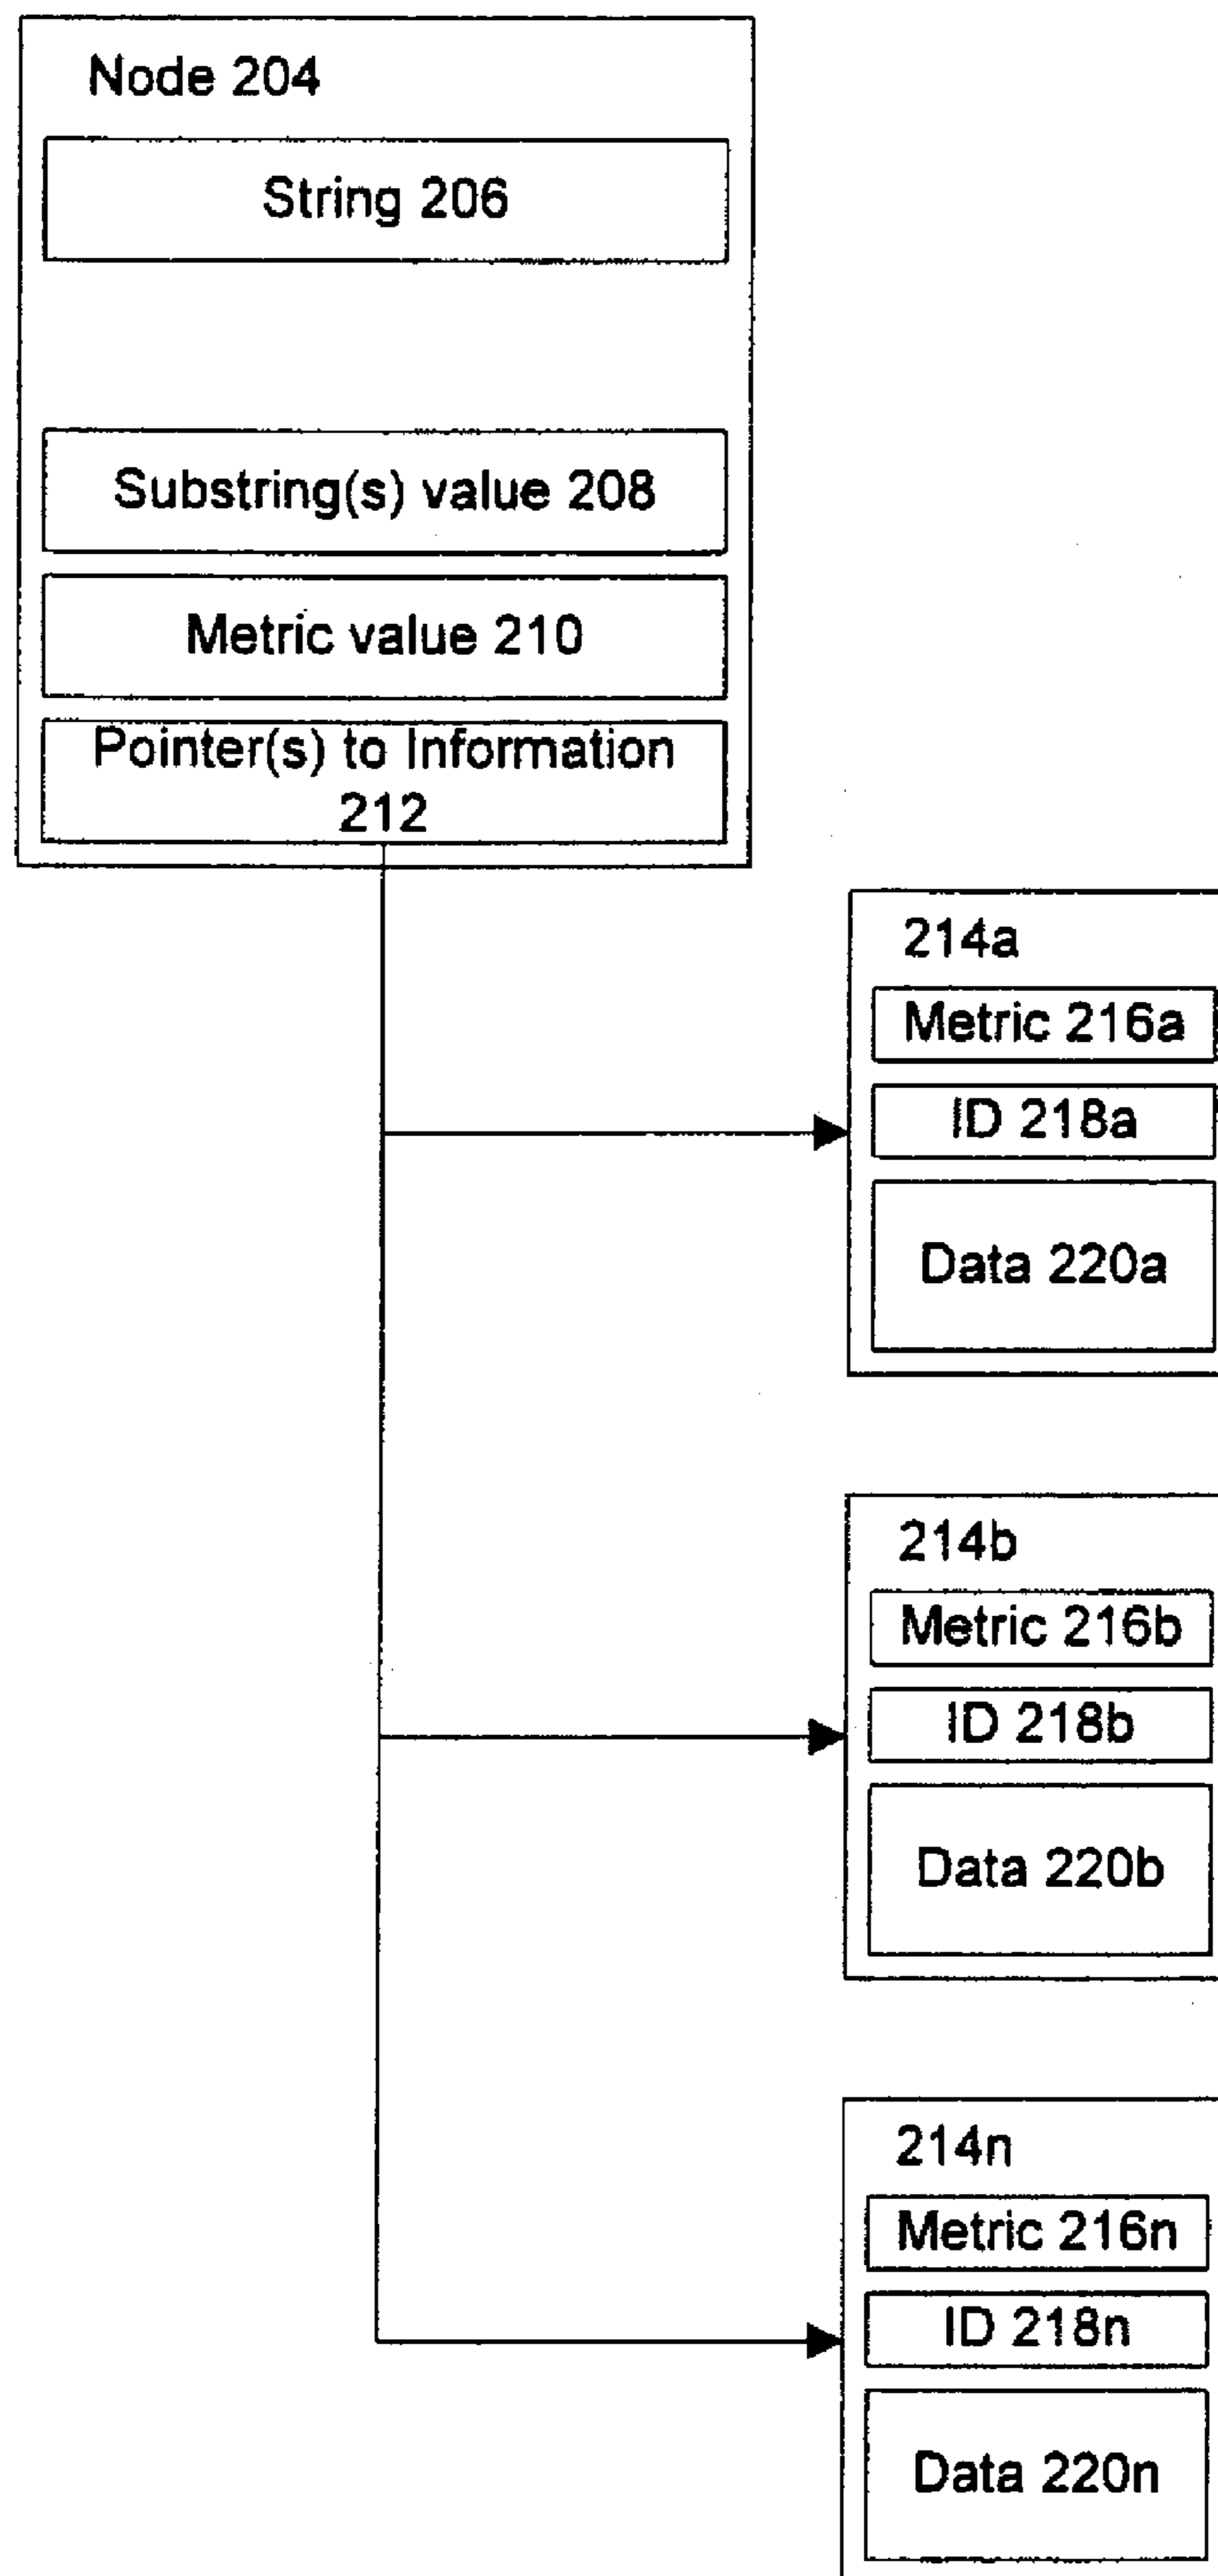 Node 204
String 206
Substring(s) value 208
Metric value 210
Pointer(s) to Information
212
214a
Metric 216a
ID 218a
Data 220a
214b
Metric 216b
ID 218b
Data 220b
214n
Metric 216n
ID 218n
Data 220n